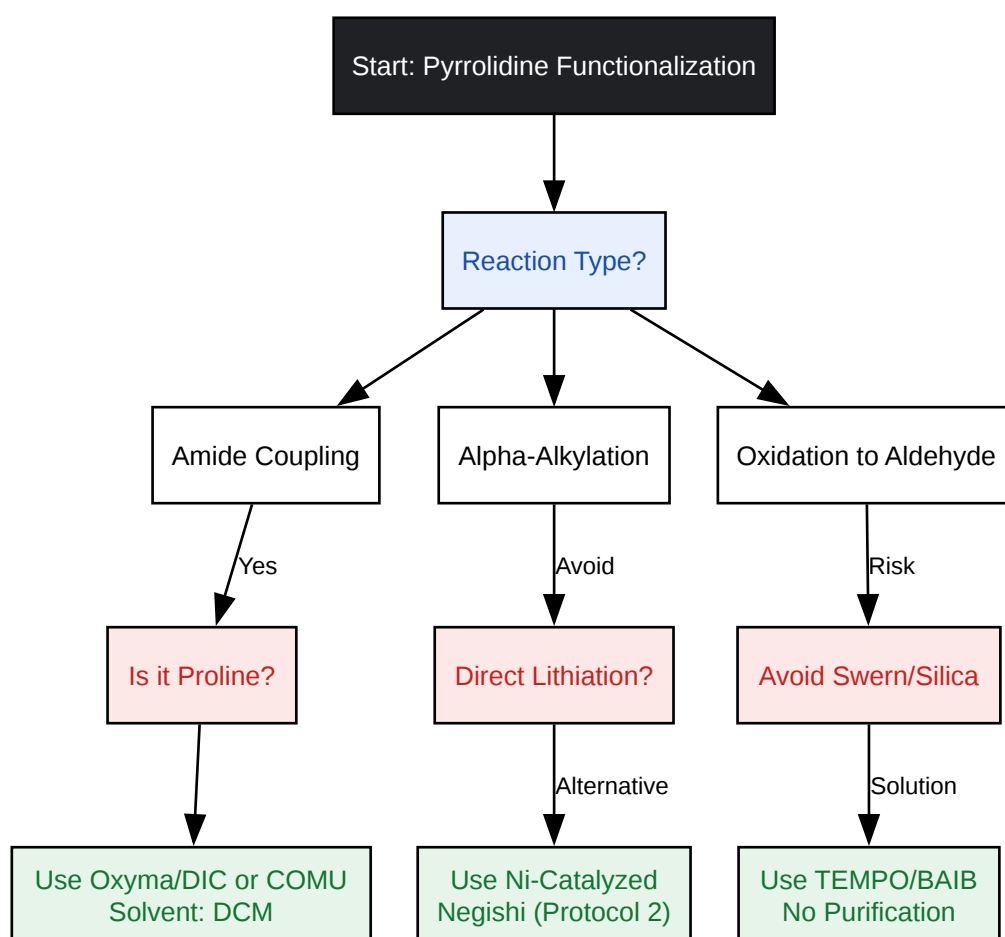 Start: Pyrrolidine Functionalization
Reaction Type?
Amide Coupling
Alpha-Alkylation
Oxidation to Aldehyde
Yes
Avoid
Risk
Is it Proline?
Direct Lithiation?
Avoid Swern/Silica
Alternative
Solution
Use Oxyma/DIC or COMU
Solvent: DCM
Use Ni-Catalyzed
Negishi (Protocol 2)
Use TEMPO/BAIB
No Purification